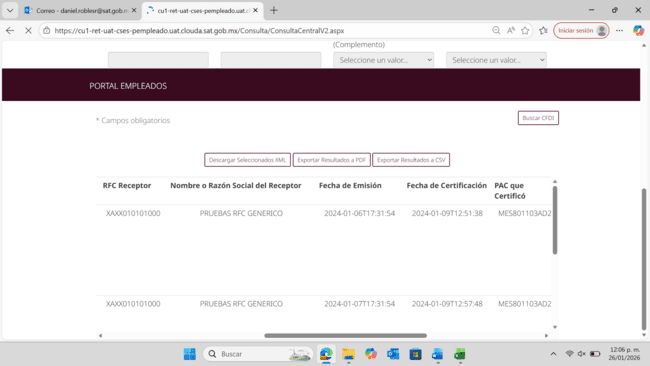 Correo - daniel.roblesr@sat.gob.m
cu1-ret-uat-cses-pempleado.uat.c
https://cu1-ret-uat-cses-pempleado.uat.clouda.sat.gob.mx/Consulta/ConsultaCentralV2.aspx
Iniciar sesión
(Complemento)
Seleccione un valor...
Seleccione un valor...
PORTAL EMPLEADOS
* Campos obligatorios
Buscar CFDI
Descargar Seleccionados XML
Exportar Resultados a PDF
Exportar Resultados a CSV
RFC Receptor Nombre o Razón Social del Receptor Fecha de Emisión Fecha de Certificación PAC que Certificó
XAXX010101000 PRUEBAS RFC GENERICO 2024-01-06T17:31:54 2024-01-09T12:51:38 MES801103AD2
XAXX010101000 PRUEBAS RFC GENERICO 2024-01-07T17:31:54 2024-01-09T12:57:48 MES801103AD2
Buscar
12:06 p. m.
26/01/2026